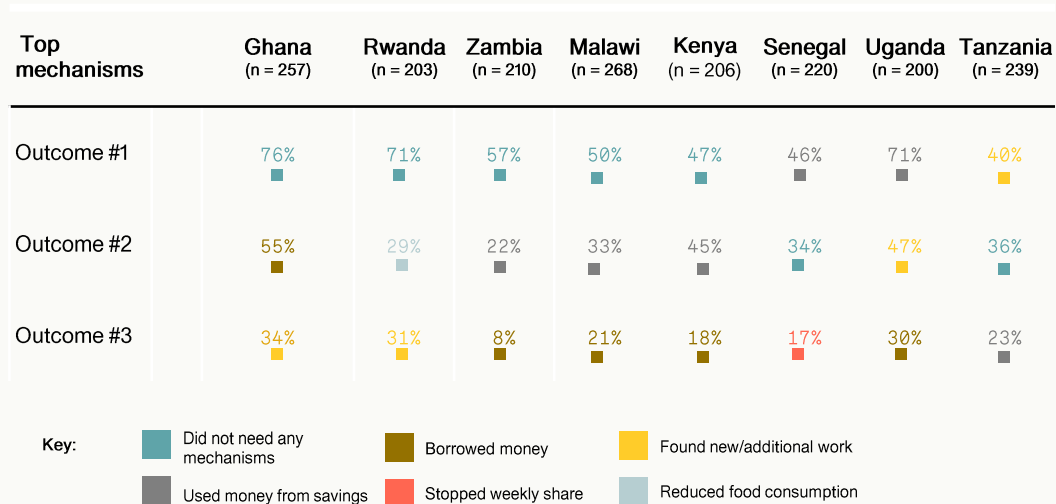 Top mechanisms Ghana Rwanda Zambia Malawi Kenya Senegal Uganda Tanzania
(n = 257) (n = 203) (n = 210) (n = 268) (n = 206) (n = 220) (n = 200) (n = 239)
Outcome #1 76% 71% 57% 50% 47% 46% 71% 40%
Outcome #2 55% 29% 22% 33% 45% 34% 47% 36%
Outcome #3 34% 31% 8% 21% 18% 17% 30% 23%
Key:
Did not need any
mechanisms
Borrowed money
Found new/additional work
Used money from savings
Stopped weekly share
Reduced food consumption